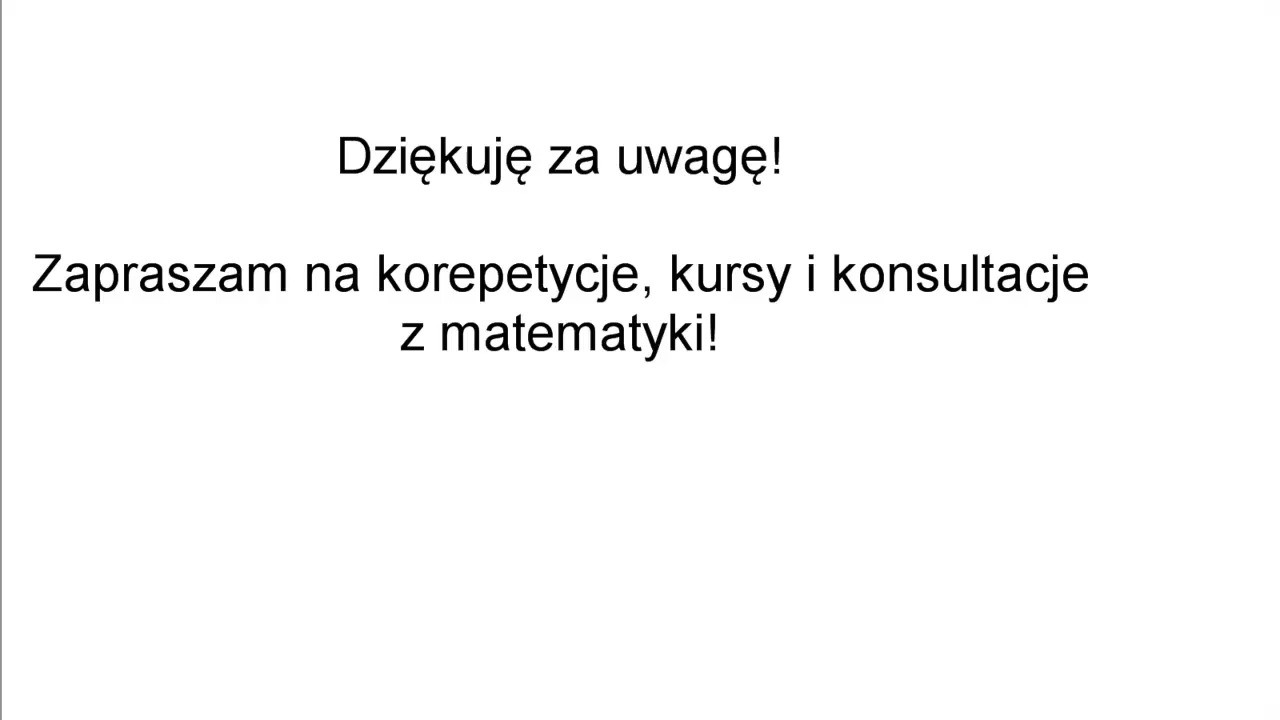 Dziękuję za uwagę!
Zapraszam na korepetycje, kursy i konsultacje
z matematyki!